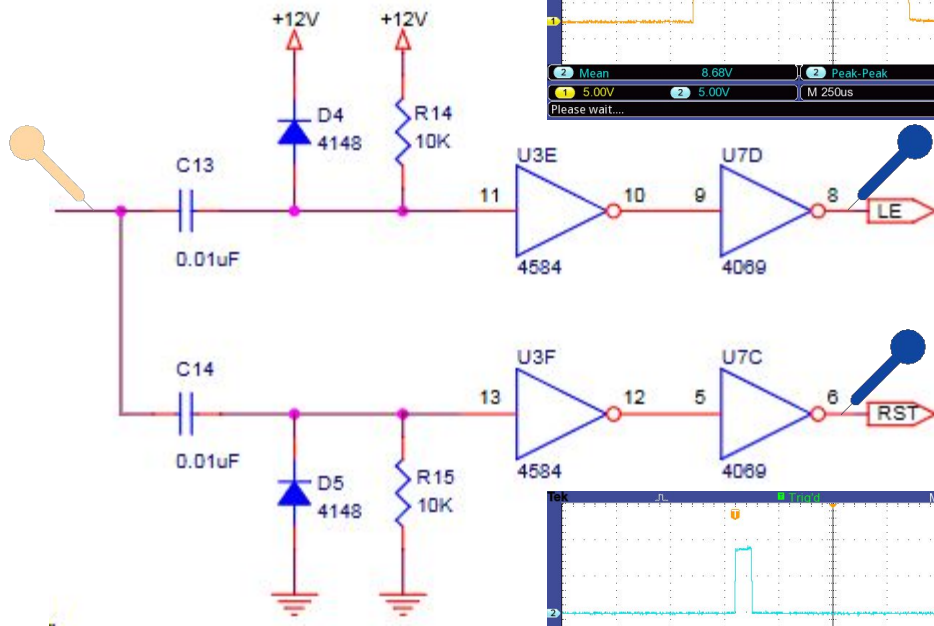 +12V
+12V
1
2 Mean 8.68V
2 Peak-Peak
1 5.00V
2 5.00V
M 250us
Please wait....
D4
4148
R14
10K
C13
0.01uF
U3E
11
10
4584
U7D
9
8
4069
LE
C14
0.01uF
D5
4148
R15
10K
U3F
13
12
4584
U7C
5
6
4069
RST
Tek
T Trig'd
M
T
2